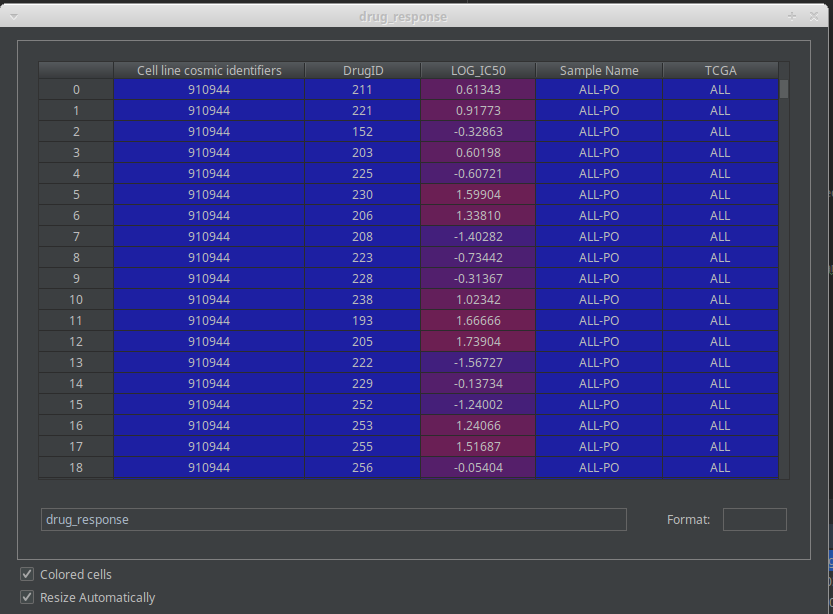 drug_response
Cell line cosmic identifiers DrugID LOG_IC50 Sample Name TCGA
0 910944 211 0.61343 ALL-PO ALL
1 910944 221 0.91773 ALL-PO ALL
2 910944 152 -0.32863 ALL-PO ALL
3 910944 203 0.60198 ALL-PO ALL
4 910944 225 -0.60721 ALL-PO ALL
5 910944 230 1.59904 ALL-PO ALL
6 910944 206 1.33810 ALL-PO ALL
7 910944 208 -1.40282 ALL-PO ALL
8 910944 223 -0.73442 ALL-PO ALL
9 910944 228 -0.31367 ALL-PO ALL
10 910944 238 1.02342 ALL-PO ALL
11 910944 193 1.66666 ALL-PO ALL
12 910944 205 1.73904 ALL-PO ALL
13 910944 222 -1.56727 ALL-PO ALL
14 910944 229 -0.13734 ALL-PO ALL
15 910944 252 -1.24002 ALL-PO ALL
16 910944 253 1.24066 ALL-PO ALL
17 910944 255 1.51687 ALL-PO ALL
18 910944 256 -0.05404 ALL-PO ALL
drug_response Format:
Colored cells
Resize Automatically